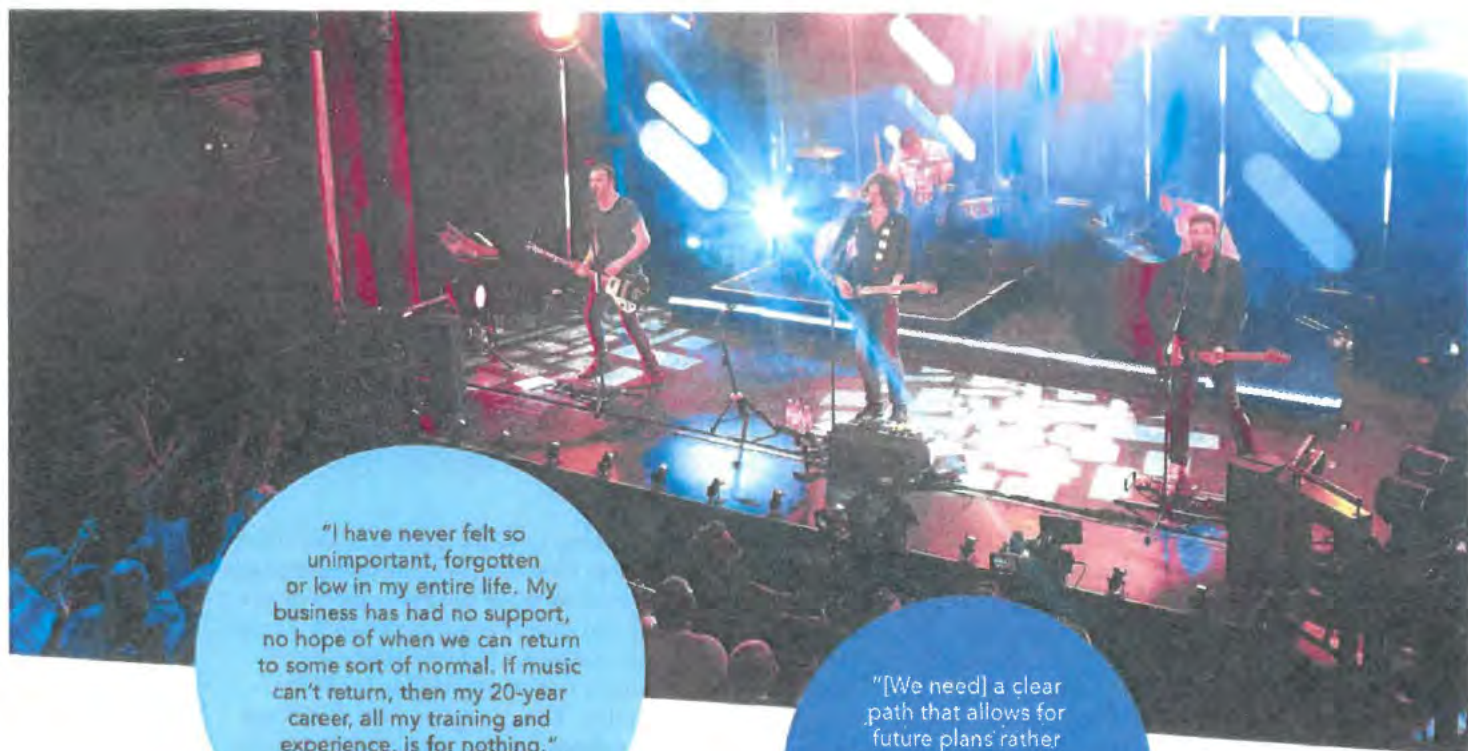 "I have never felt so
unimportant, forgotten
or low in my entire life. My
business has had no support,
no hope of when we can return
to some sort of normal. If music
can't return, then my 20-year
career, all my training and
experience, is for nothing."
"[We need] a clear
path that allows for
future plans rather